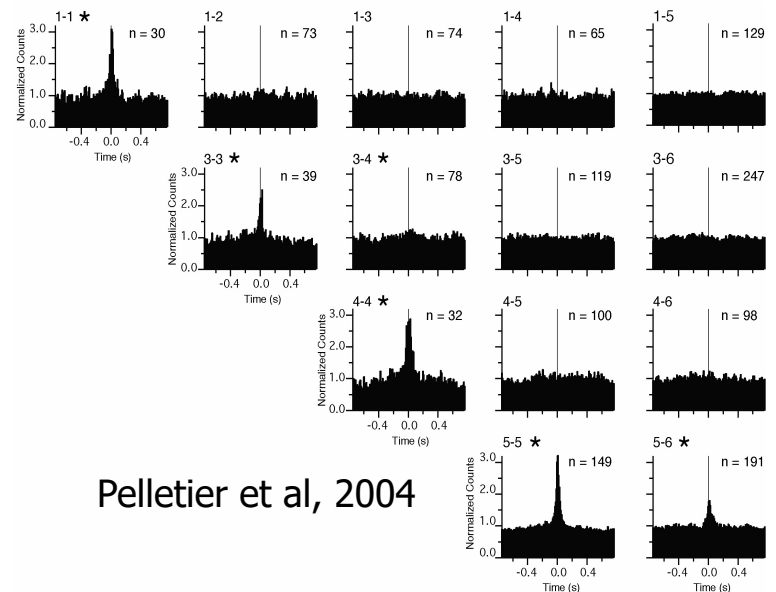 1-1 *
n = 30
1-2
n = 73
1-3
n = 74
1-4
n = 65
1-5
n = 129
Normalized Counts
3.0
2.0
1.0
0.0
-0.4 0.0 0.4
Time (s)
3-3 *
n = 39
3-4 *
n = 78
3-5
n = 119
3-6
n = 247
Normalized Counts
3.0
2.0
1.0
0.0
-0.4 0.0 0.4
Time (s)
4-4 *
n = 32
4-5
n = 100
4-6
n = 98
Normalized Counts
3.0
2.0
1.0
0.0
-0.4 0.0 0.4
Time (s)
5-5 *
n = 149
5-6 *
n = 191
Normalized Counts
3.0
2.0
1.0
0.0
-0.4 0.0 0.4
Time (s)
-0.4 0.0 0.4
Time (s)
Pelletier et al, 2004